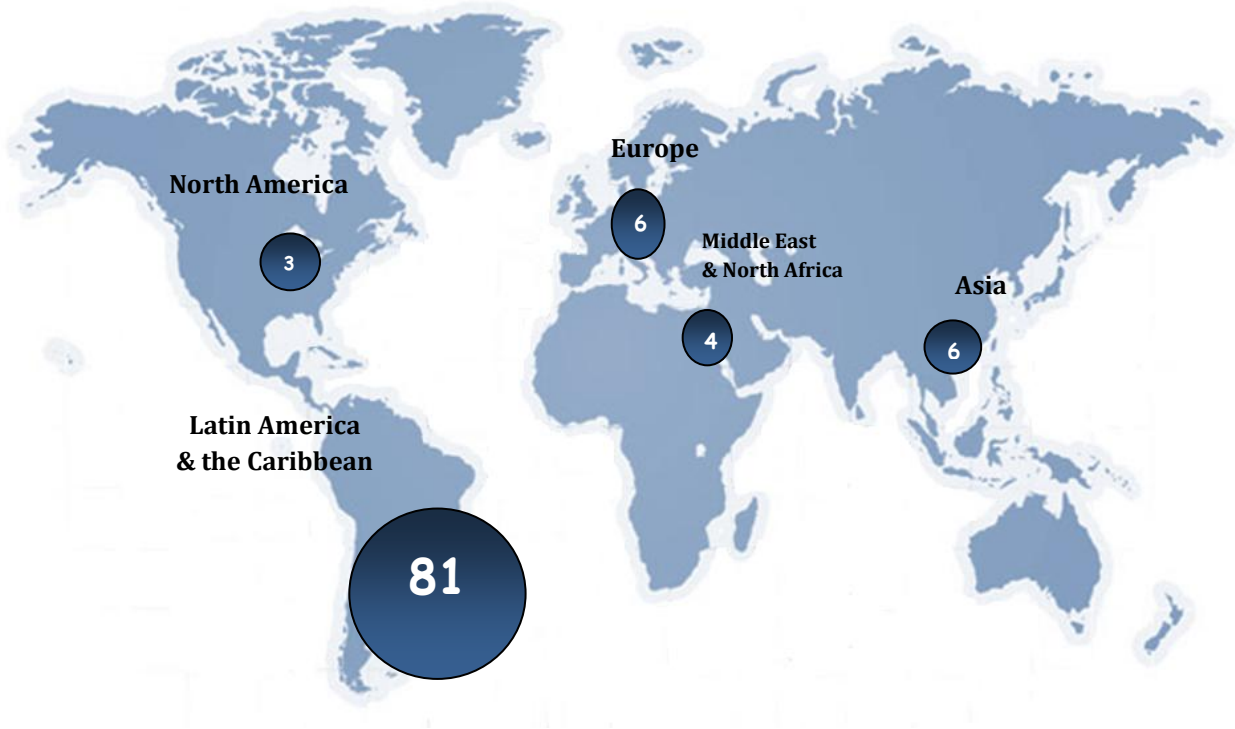 Europe
North America
6
Middle East
& North Africa
3
Asia
4
6
Latin America
& the Caribbean
81